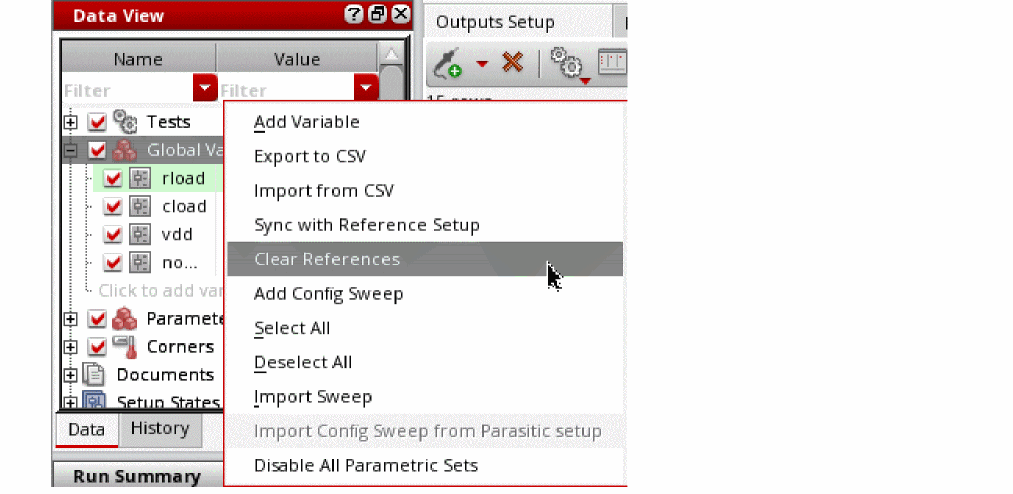 Data View
Outputs Setup
Name Value
Filter Filter
15 rows
Tests
Global Va
rload
cload
vdd
no...
Click to add var
Paramete
Corners
Documents
Setup States
Data History
Run Summary
Add Variable
Export to CSV
Import from CSV
Sync with Reference Setup
Clear References
Add Config Sweep
Select All
Deselect All
Import Sweep
Import Config Sweep from Parasitic setup
Disable All Parametric Sets